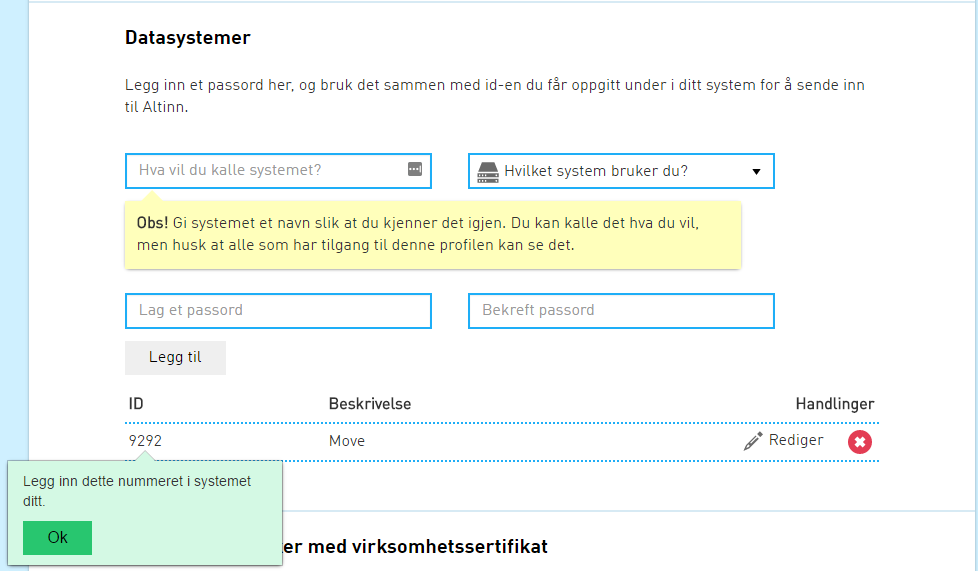 Datasystemer
Legg inn et passord her, og bruk det sammen med id-en du får oppgitt under i ditt system for å sende inn
til Altinn.
Hva vil du kalle systemet?
Hvilket system bruker du?
Obs! Gi systemet et navn slik at du kjenner det igjen. Du kan kalle det hva du vil,
men husk at alle som har tilgang til denne profilen kan se det.
Lag et passord
Bekreft passord
Legg til
ID Beskrivelse Handlinger
9292 Move Rediger
Legg inn dette nummeret i systemet
ditt.
Ok
med virksomhetssertifikat